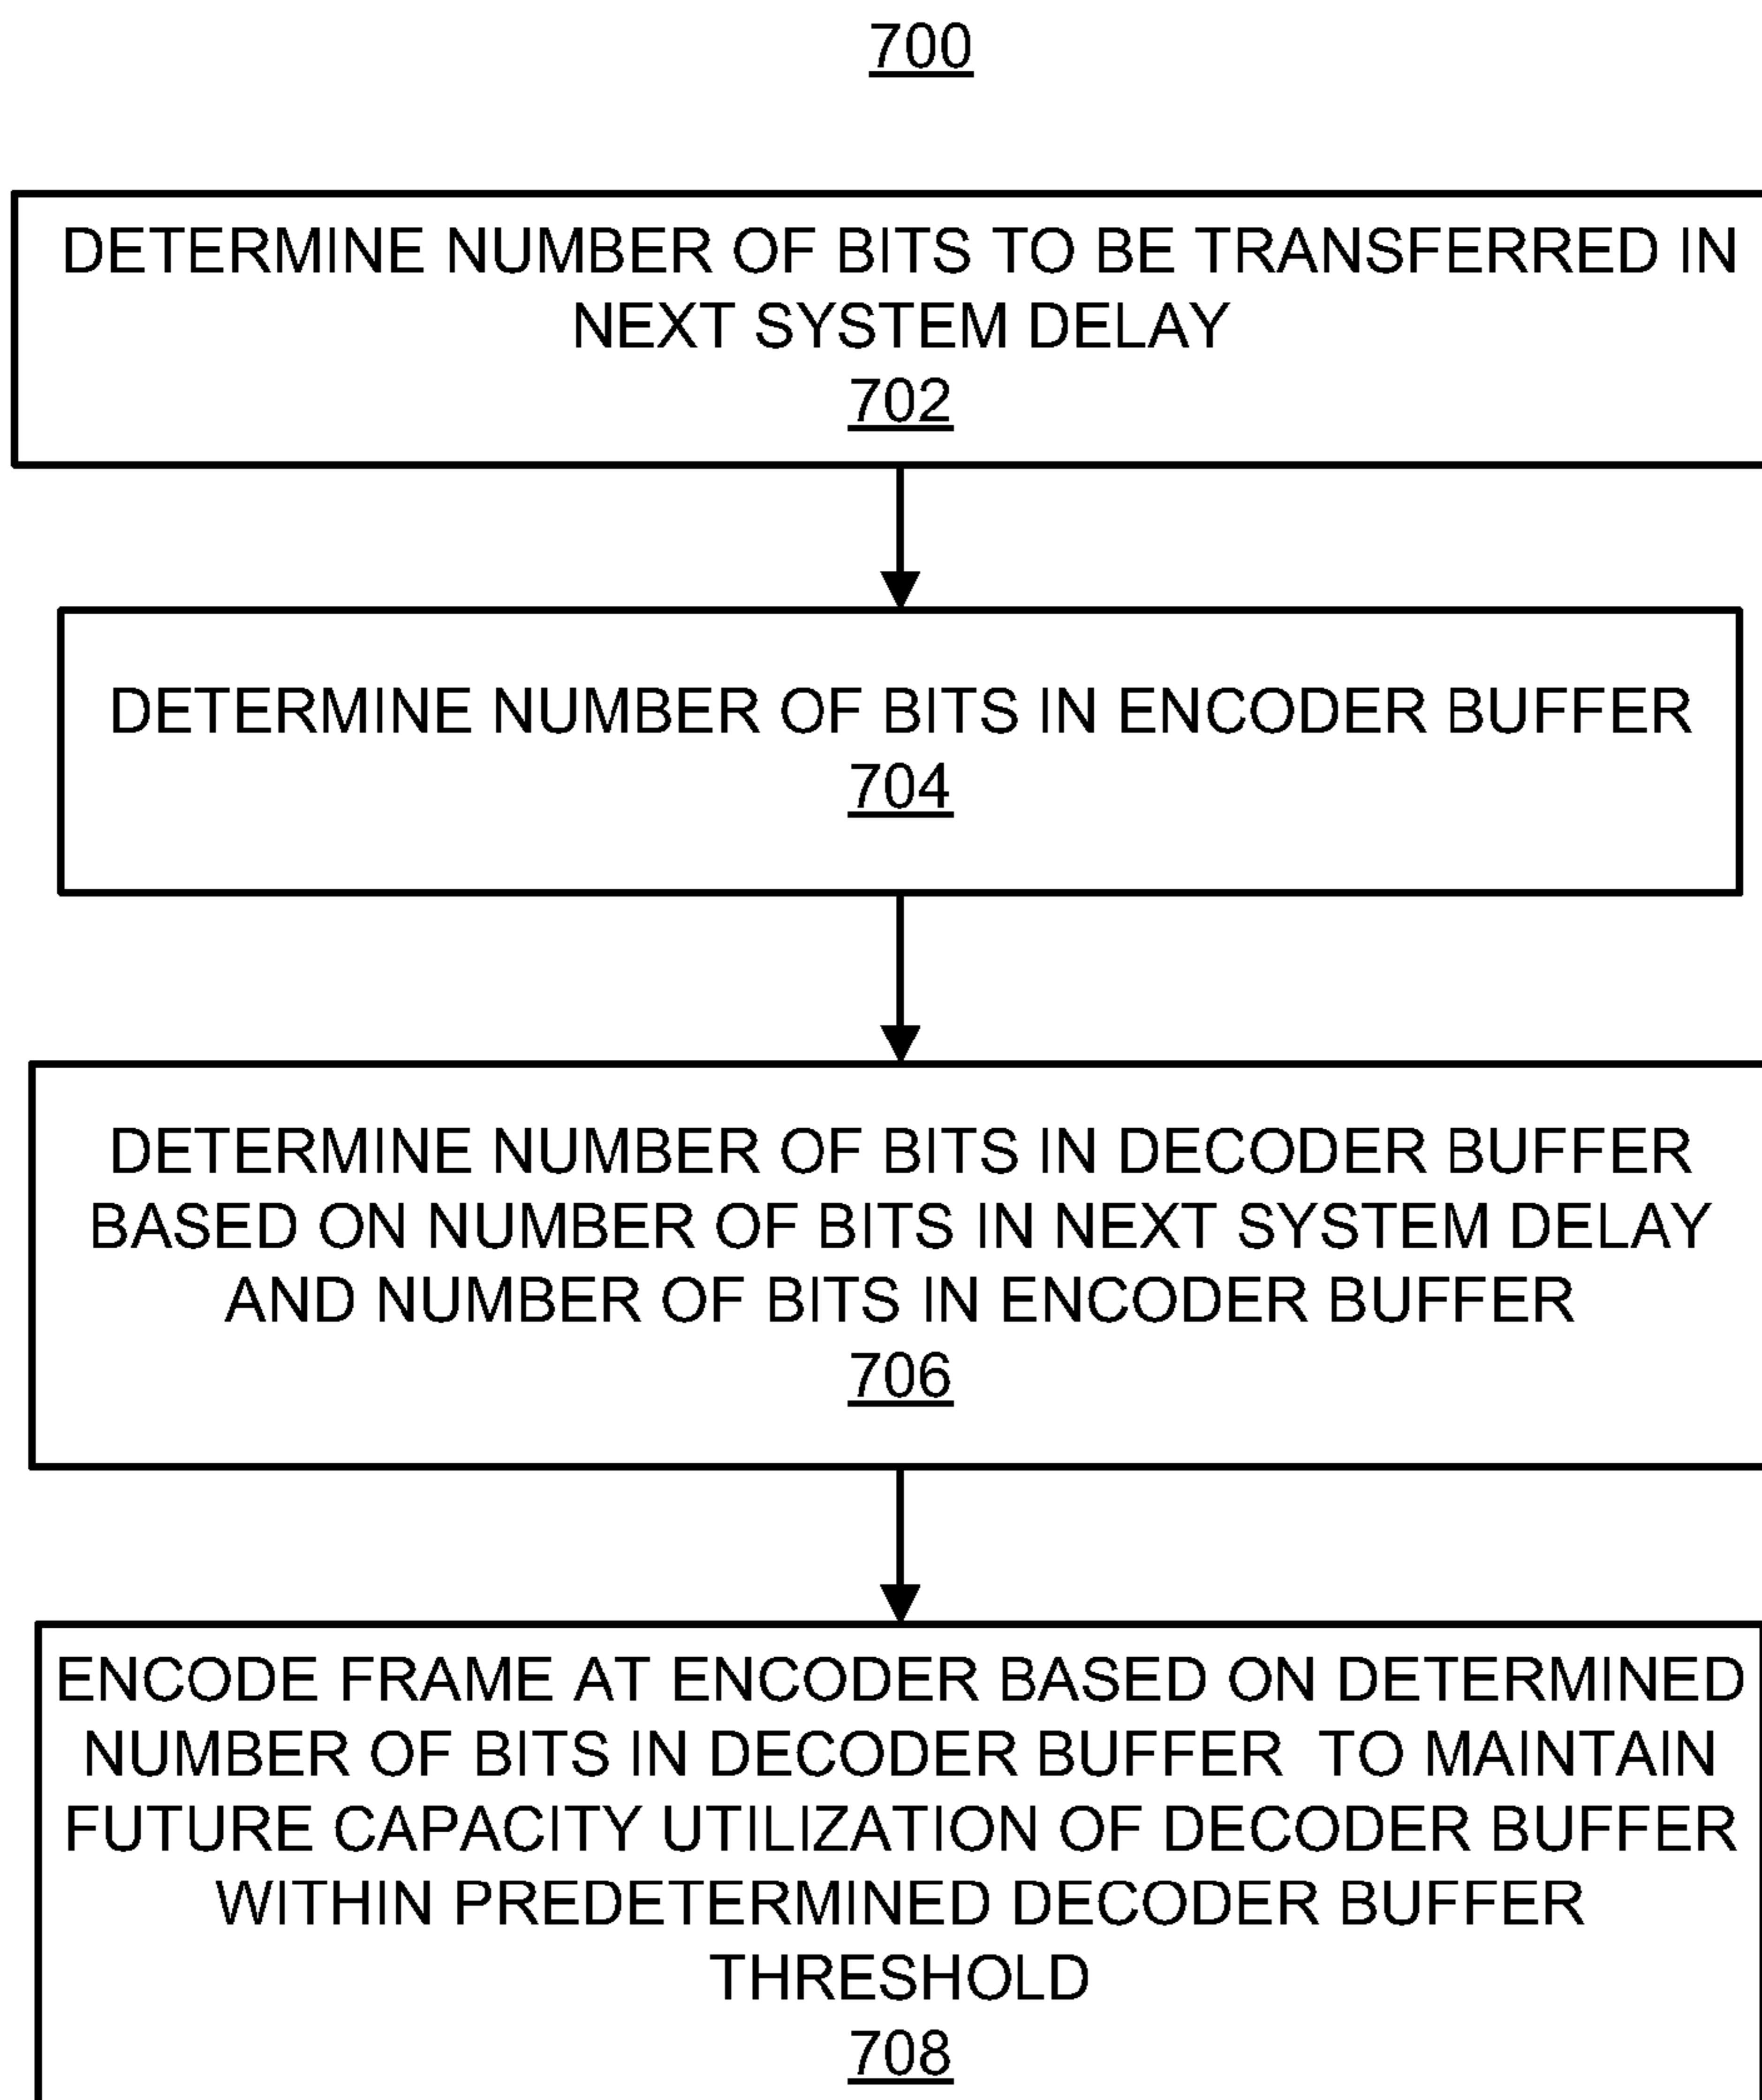 700
DETERMINE NUMBER OF BITS TO BE TRANSFERRED IN
NEXT SYSTEM DELAY
702
DETERMINE NUMBER OF BITS IN ENCODER BUFFER
704
DETERMINE NUMBER OF BITS IN DECODER BUFFER
BASED ON NUMBER OF BITS IN NEXT SYSTEM DELAY
AND NUMBER OF BITS IN ENCODER BUFFER
706
ENCODE FRAME AT ENCODER BASED ON DETERMINED
NUMBER OF BITS IN DECODER BUFFER TO MAINTAIN
FUTURE CAPACITY UTILIZATION OF DECODER BUFFER
WITHIN PREDETERMINED DECODER BUFFER
THRESHOLD
708